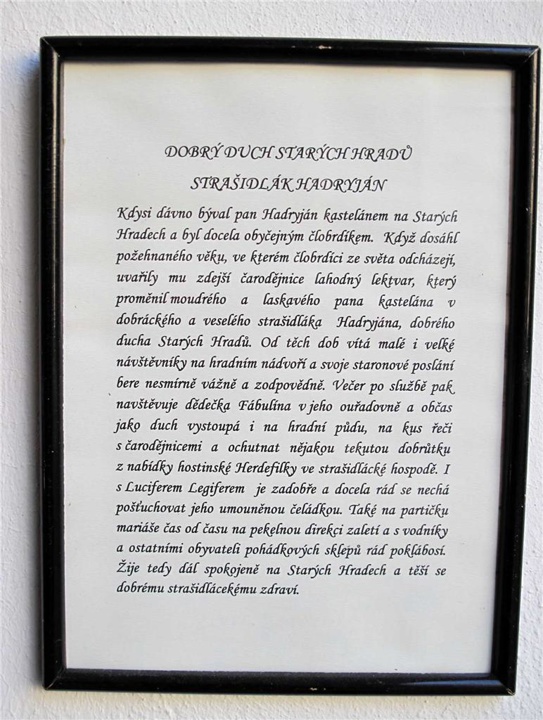 DOBRÝ DUCH STARÝCH HRADŮ
STRAŠIDLÁK HADRYJÁN
Kdysi dávno býval pan Hadryján kastelánem na Starých
Hradech a byl docela obyčejným človrdíkem. Když dosáhl
požehnaného věku, ve kterém človrdíci ze světa odcházejí,
uvařily mu zdejší čarodějnice lahodný lektvar, který
proměnil moudrého a laskavého pana kastelána v
dobráckého a veselého strašidláka Hadryjána, dobrého
ducha Starých Hradů. Od těch dob vítá malé i velké
návštěvníky na hradním nádvoří a svoje staronové poslání
bere nesmírně vážně a zodpovědně. Večer po službě pak
navštěvuje dědečka Fábulína v jeho ouřadovně a občas
jako duch vystoupá i na hradní půdu, na kus řeči
s čarodějnicemi a ochutnat nějakou tekutou dobrůtku
z nabídky hostinské Herdefilky ve strašidlácké hospodě. I
s Luciferem Legiferem je zadobře a docela rád se nechá
pošťuchovat jeho umouněnou čeládkou. Také na partičku
mariáše čas od času na pekelnou direkci zaletí a s vodníky
a ostatními obyvateli pohádkových sklepů rád poklábosí.
Žije tedy dál spokojeně na Starých Hradech a těší se
dobrému strašidlácekému zdraví.